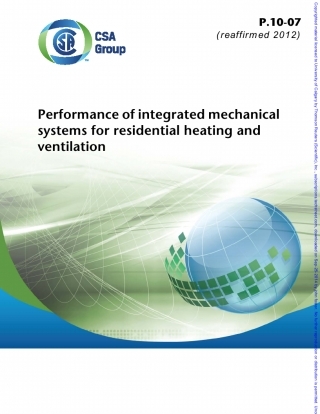 CSA
Group
P.10-07
(reaffirmed 2012)
Performance of integrated mechanical
systems for residential heating and
ventilation